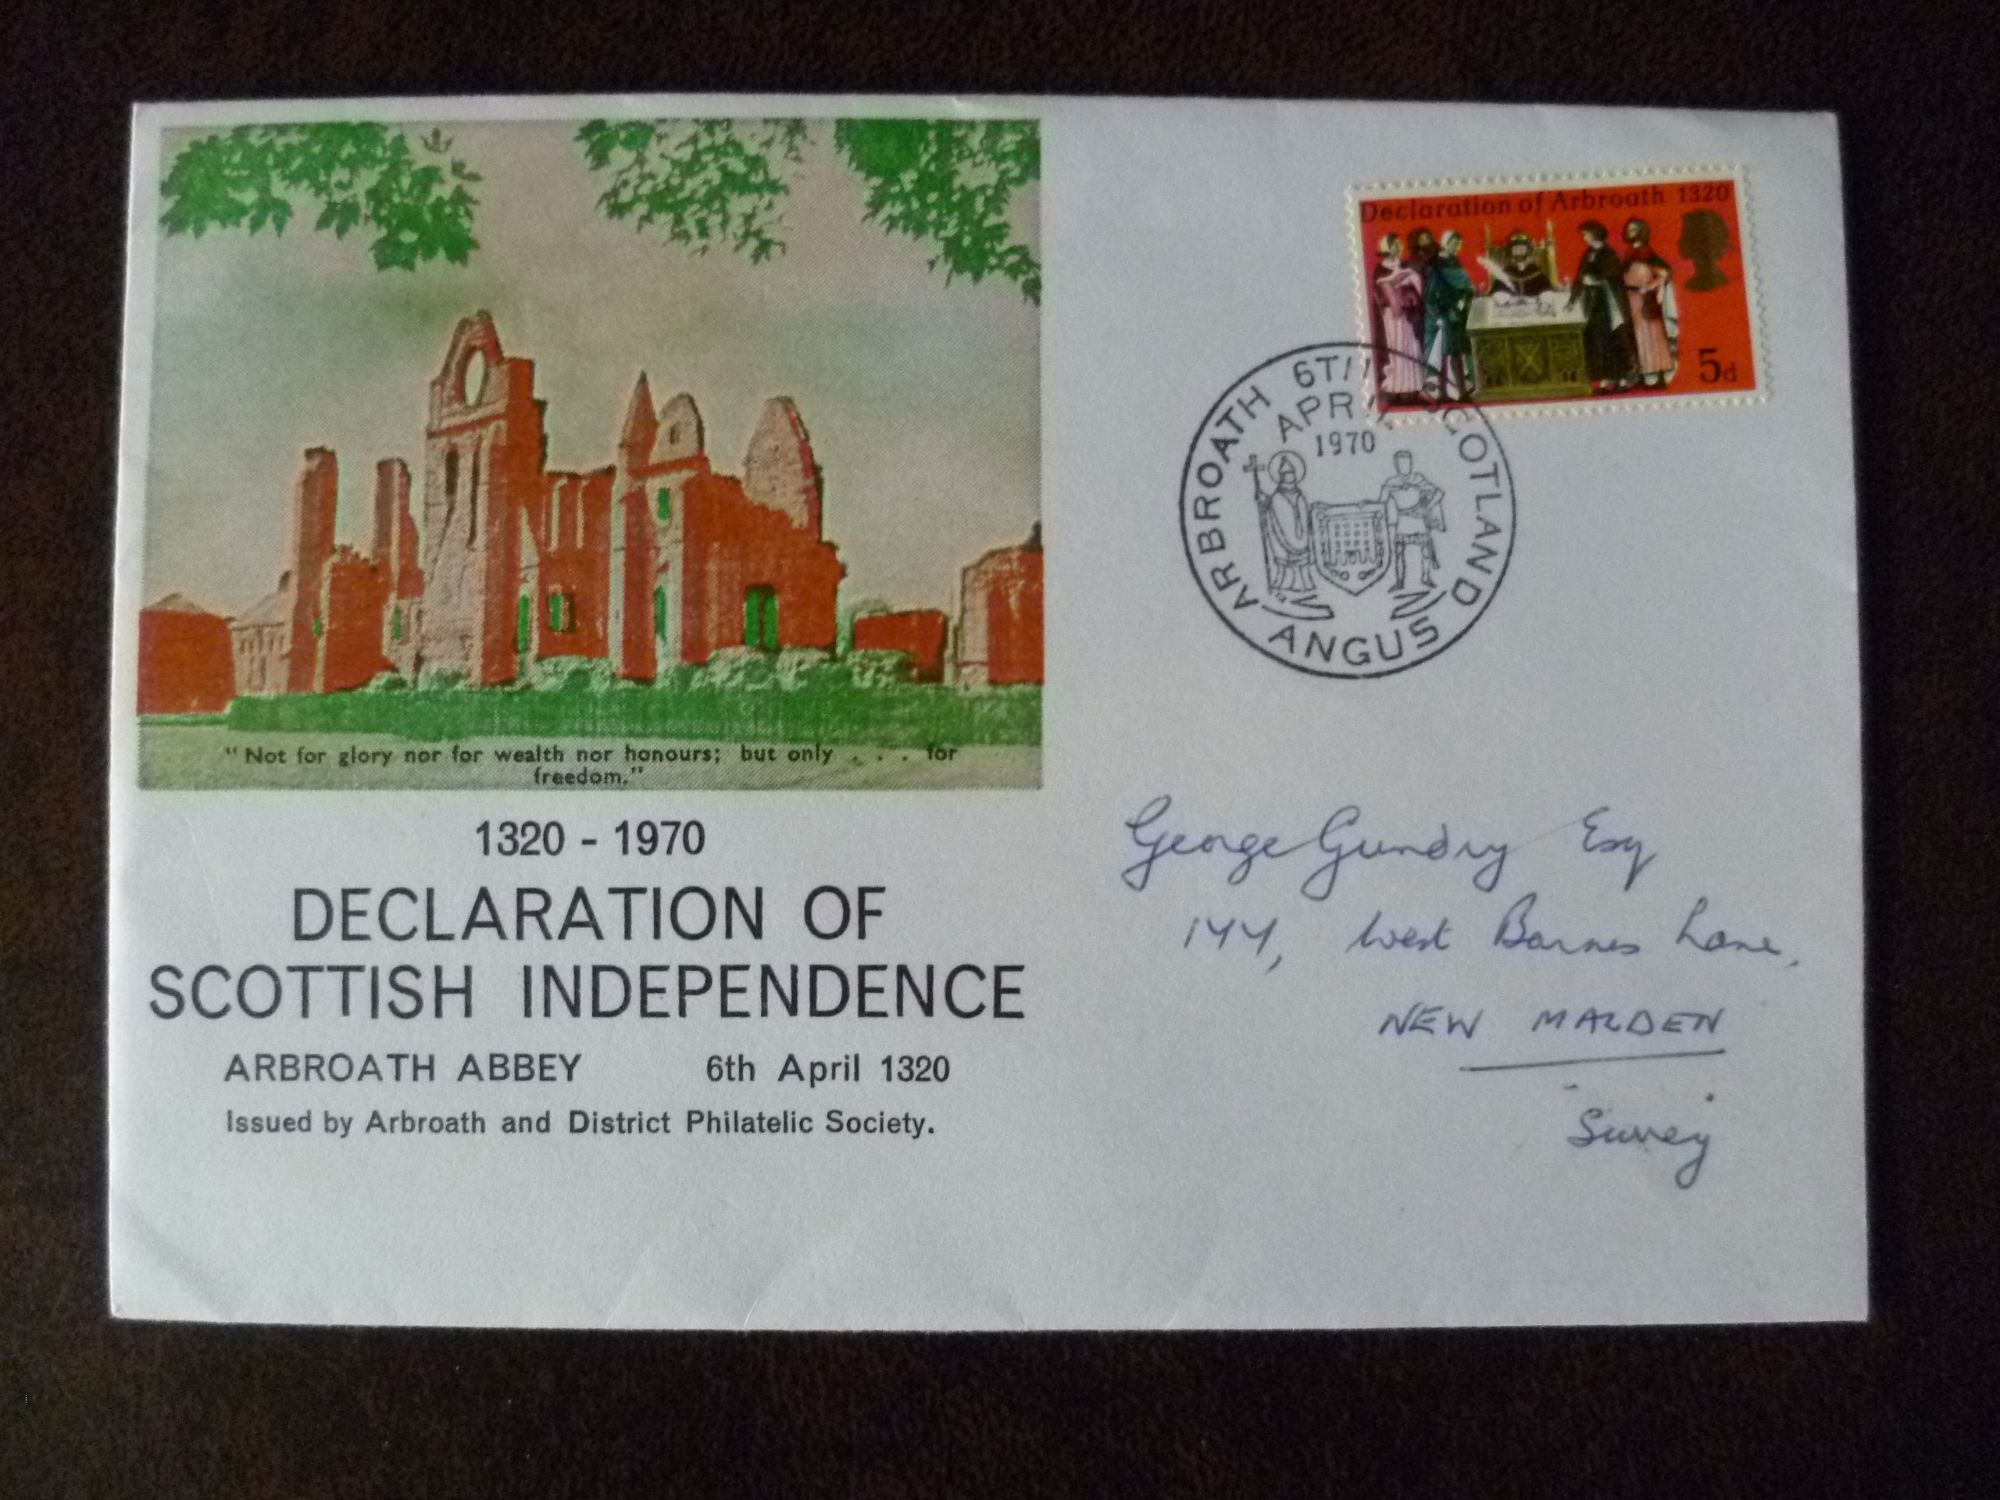 "Not for glory nor for wealth nor honours; but only . . . for
freedom."
1320 - 1970
DECLARATION OF
SCOTTISH INDEPENDENCE
ARBROATH ABBEY 6th April 1320
Issued by Arbroath and District Philatelic Society.
Declaration of Arbroath 1320
5d
ARBROATH ANGUS SCOTLAND
6TH
APRIL
1970
George Gundry Esq
144, West Barnes Lane,
NEW MALDEN
Surrey